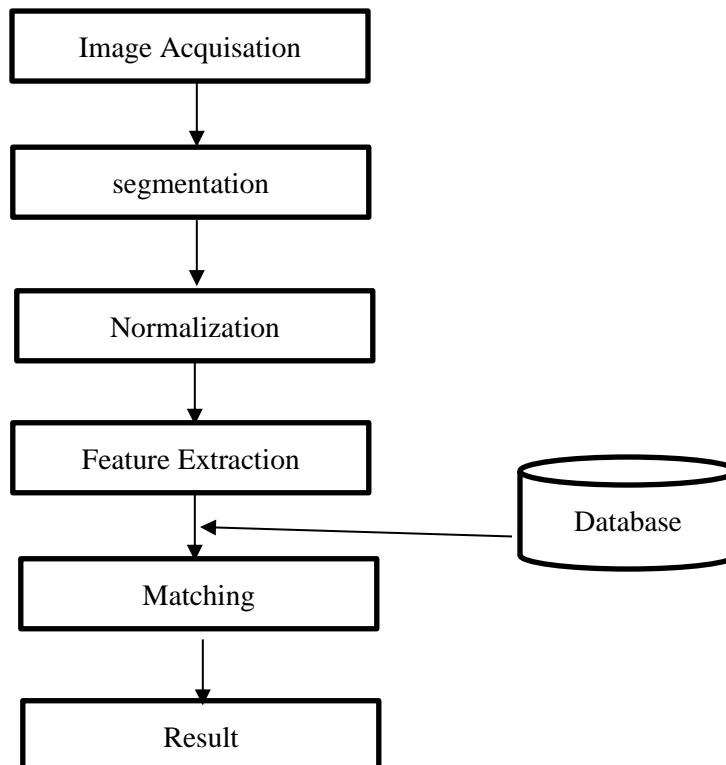 Image Acquisation
segmentation
Normalization
Feature Extraction
Database
Matching
Result